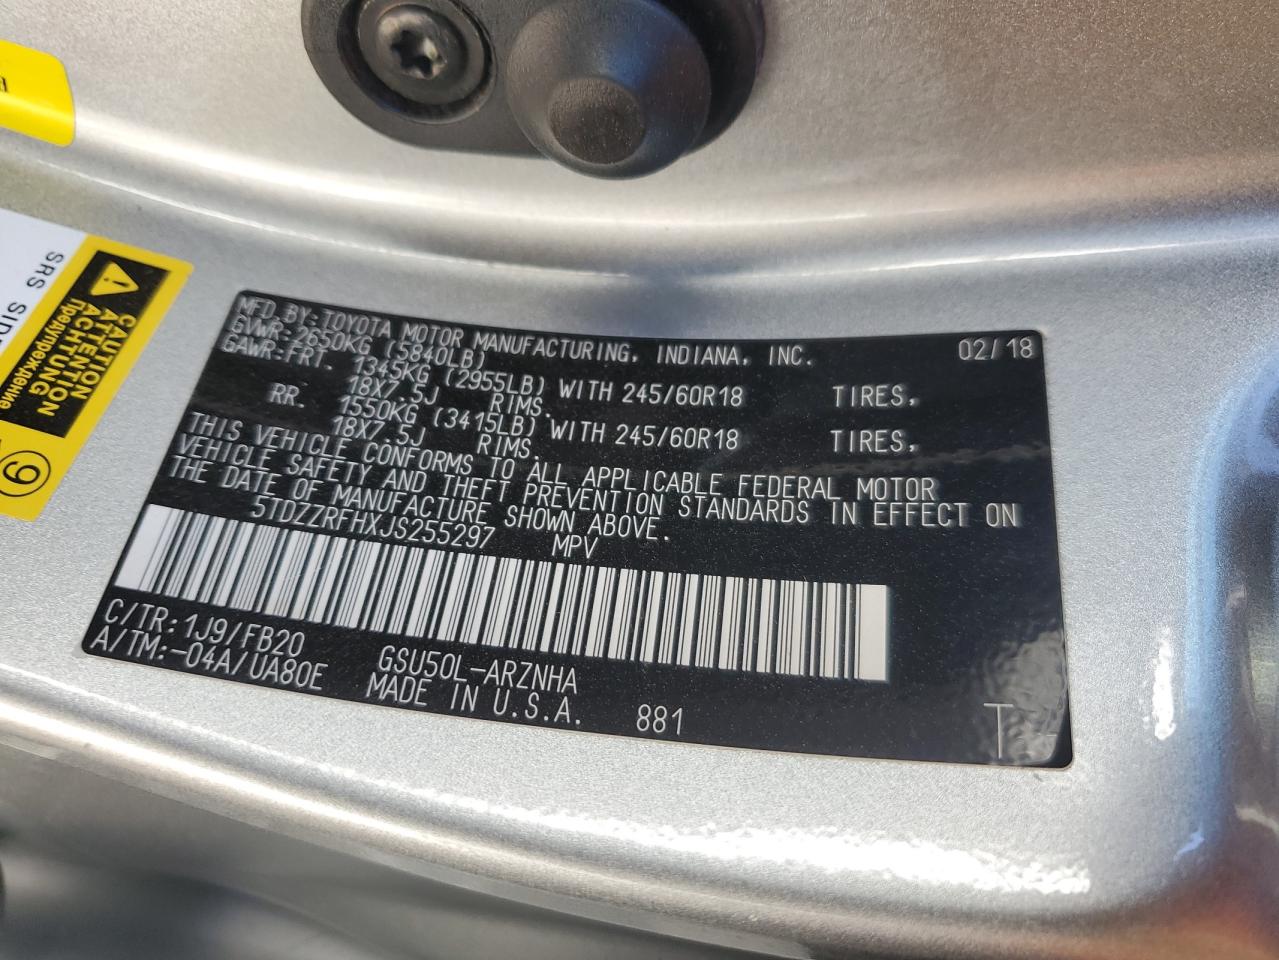 MFD. BY: TOYOTA MOTOR MANUFACTURING, INDIANA, INC. 02/18
GVWR: 2650KG (5840LB)
GAWR: FRT. 1345KG (2955LB) WITH 245/60R18 TIRES,
18X7.5J RIMS.
RR. 1550KG (3415LB) WITH 245/60R18 TIRES,
18X7.5J RIMS.
THIS VEHICLE CONFORMS TO ALL APPLICABLE FEDERAL MOTOR
VEHICLE SAFETY AND THEFT PREVENTION STANDARDS IN EFFECT ON
THE DATE OF MANUFACTURE SHOWN ABOVE.
5TDZZRFHXJS255297 MPV
C/TR: 1J9/FB20 GSU50L-ARZNHA
A/TM: -04A/UA80E MADE IN U.S.A. 881
T
CAUTION
ATTENTION
ACHTUNG
Предупреждение
SRS
9